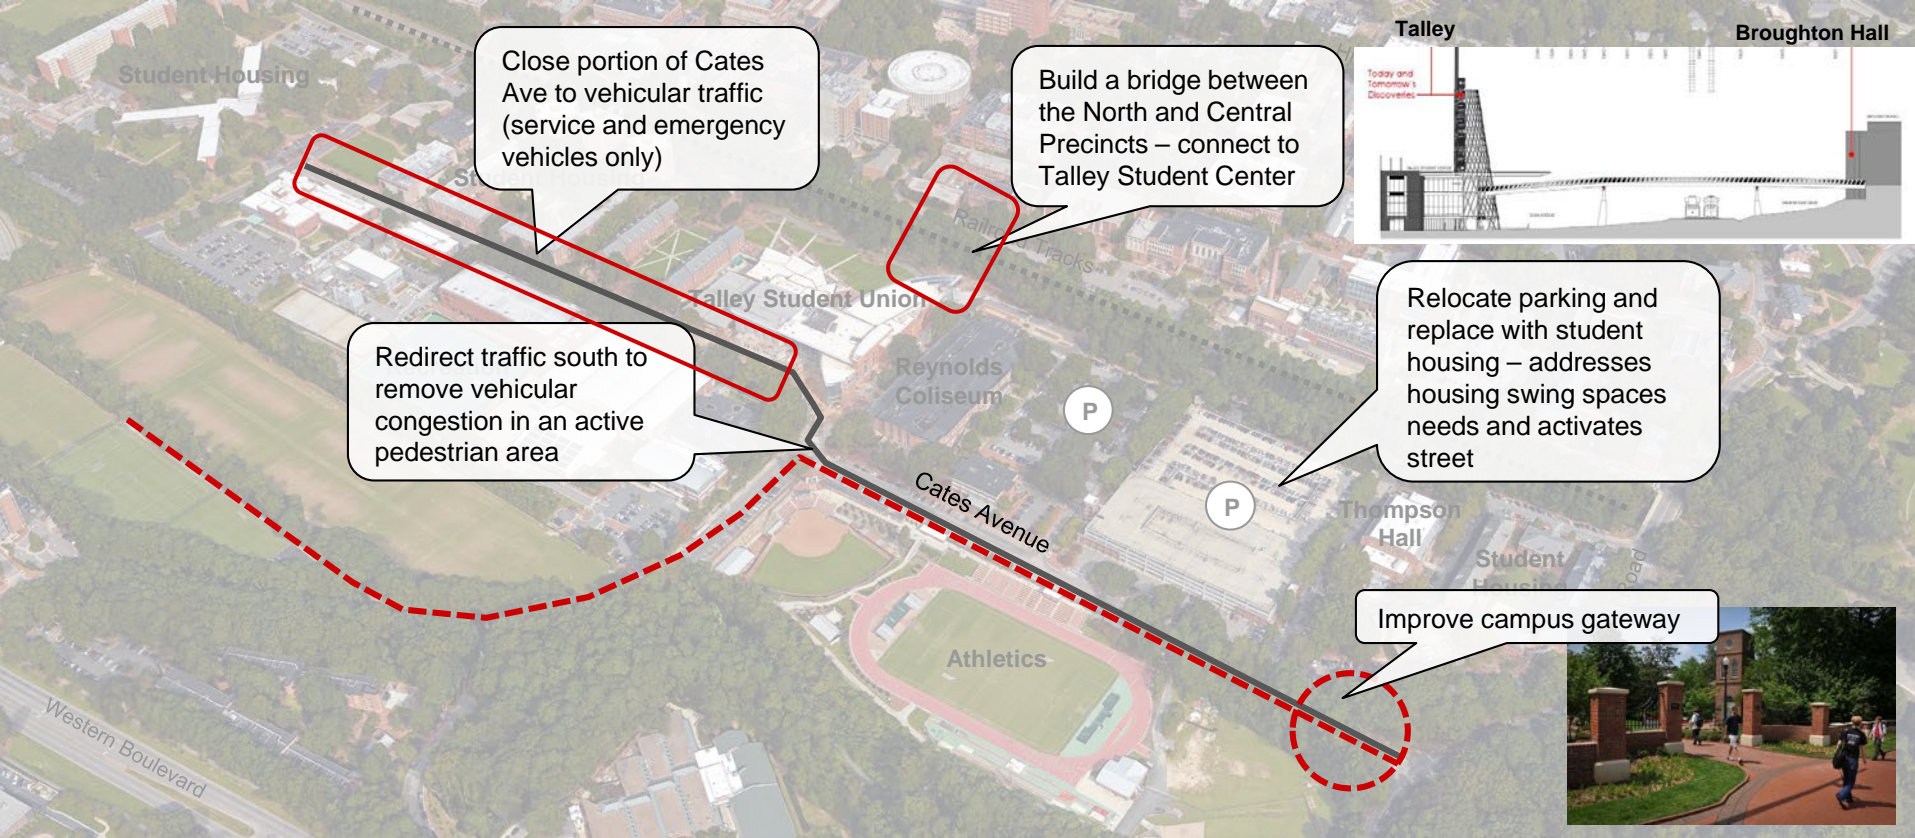 Talley
Broughton Hall
Today and
Tomorrow's
Discoveries
Student Housing
Close portion of Cates
Ave to vehicular traffic
(service and emergency
vehicles only)
Build a bridge between
the North and Central
Precincts – connect to
Talley Student Center
Student Housing
Railroad Tracks
Talley Student Union
Relocate parking and
replace with student
housing – addresses
housing swing spaces
needs and activates
street
Redirect traffic south to
remove vehicular
congestion in an active
pedestrian area
Reynolds
Coliseum
P
P
Cates Avenue
Thompson
Hall
Student
Housing
Road
Improve campus gateway
Athletics
Western Boulevard